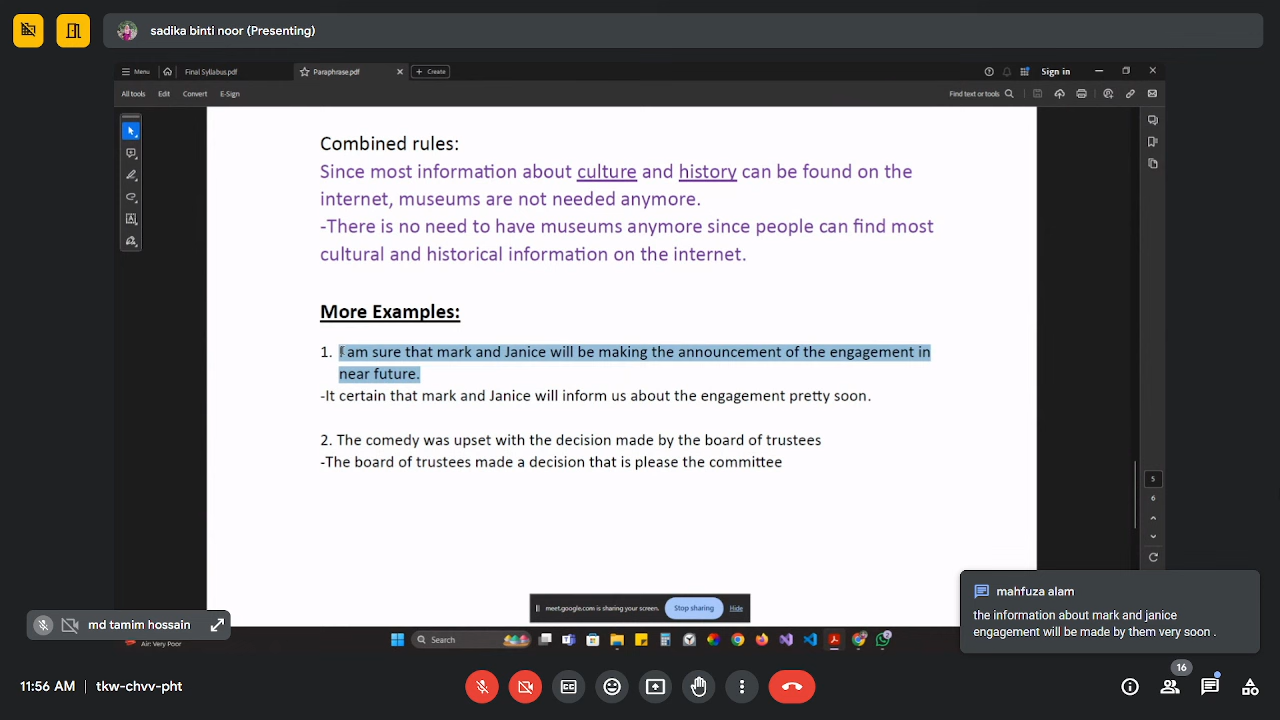 sadika binti noor (Presenting)
Menu
Final Syllabus.pdf
Paraphrase.pdf
Create
Sign in
All tools
Edit
Convert
E-Sign
Find text or tools
Combined rules:
Since most information about culture and history can be found on the
internet, museums are not needed anymore.
-There is no need to have museums anymore since people can find most
cultural and historical information on the internet.
More Examples:
1. I am sure that mark and Janice will be making the announcement of the engagement in
near future.
-It certain that mark and Janice will inform us about the engagement pretty soon.
2. The comedy was upset with the decision made by the board of trustees
-The board of trustees made a decision that is please the committee
5
6
meet.google.com is sharing your screen.
Stop sharing
Hide
mahfuza alam
the information about mark and janice
engagement will be made by them very soon .
md tamim hossain
Air: Very Poor
Search
11:56 AM | tkw-chvv-pht
16